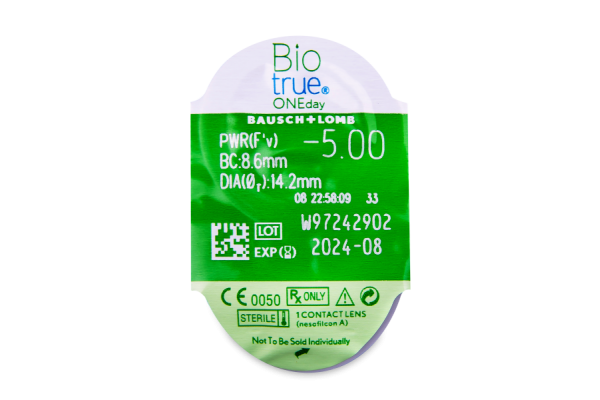 Bio
true®
ONEday
BAUSCH+LOMB
PWR(F'v) -5.00
BC:8.6mm
DIA(ØT):14.2mm
08 22:58:09 33
LOT W97242902
EXP 2024-08
CE 0050 Rx ONLY
STERILE 1 CONTACT LENS
(nesofilcon A)
Not To Be Sold Individually